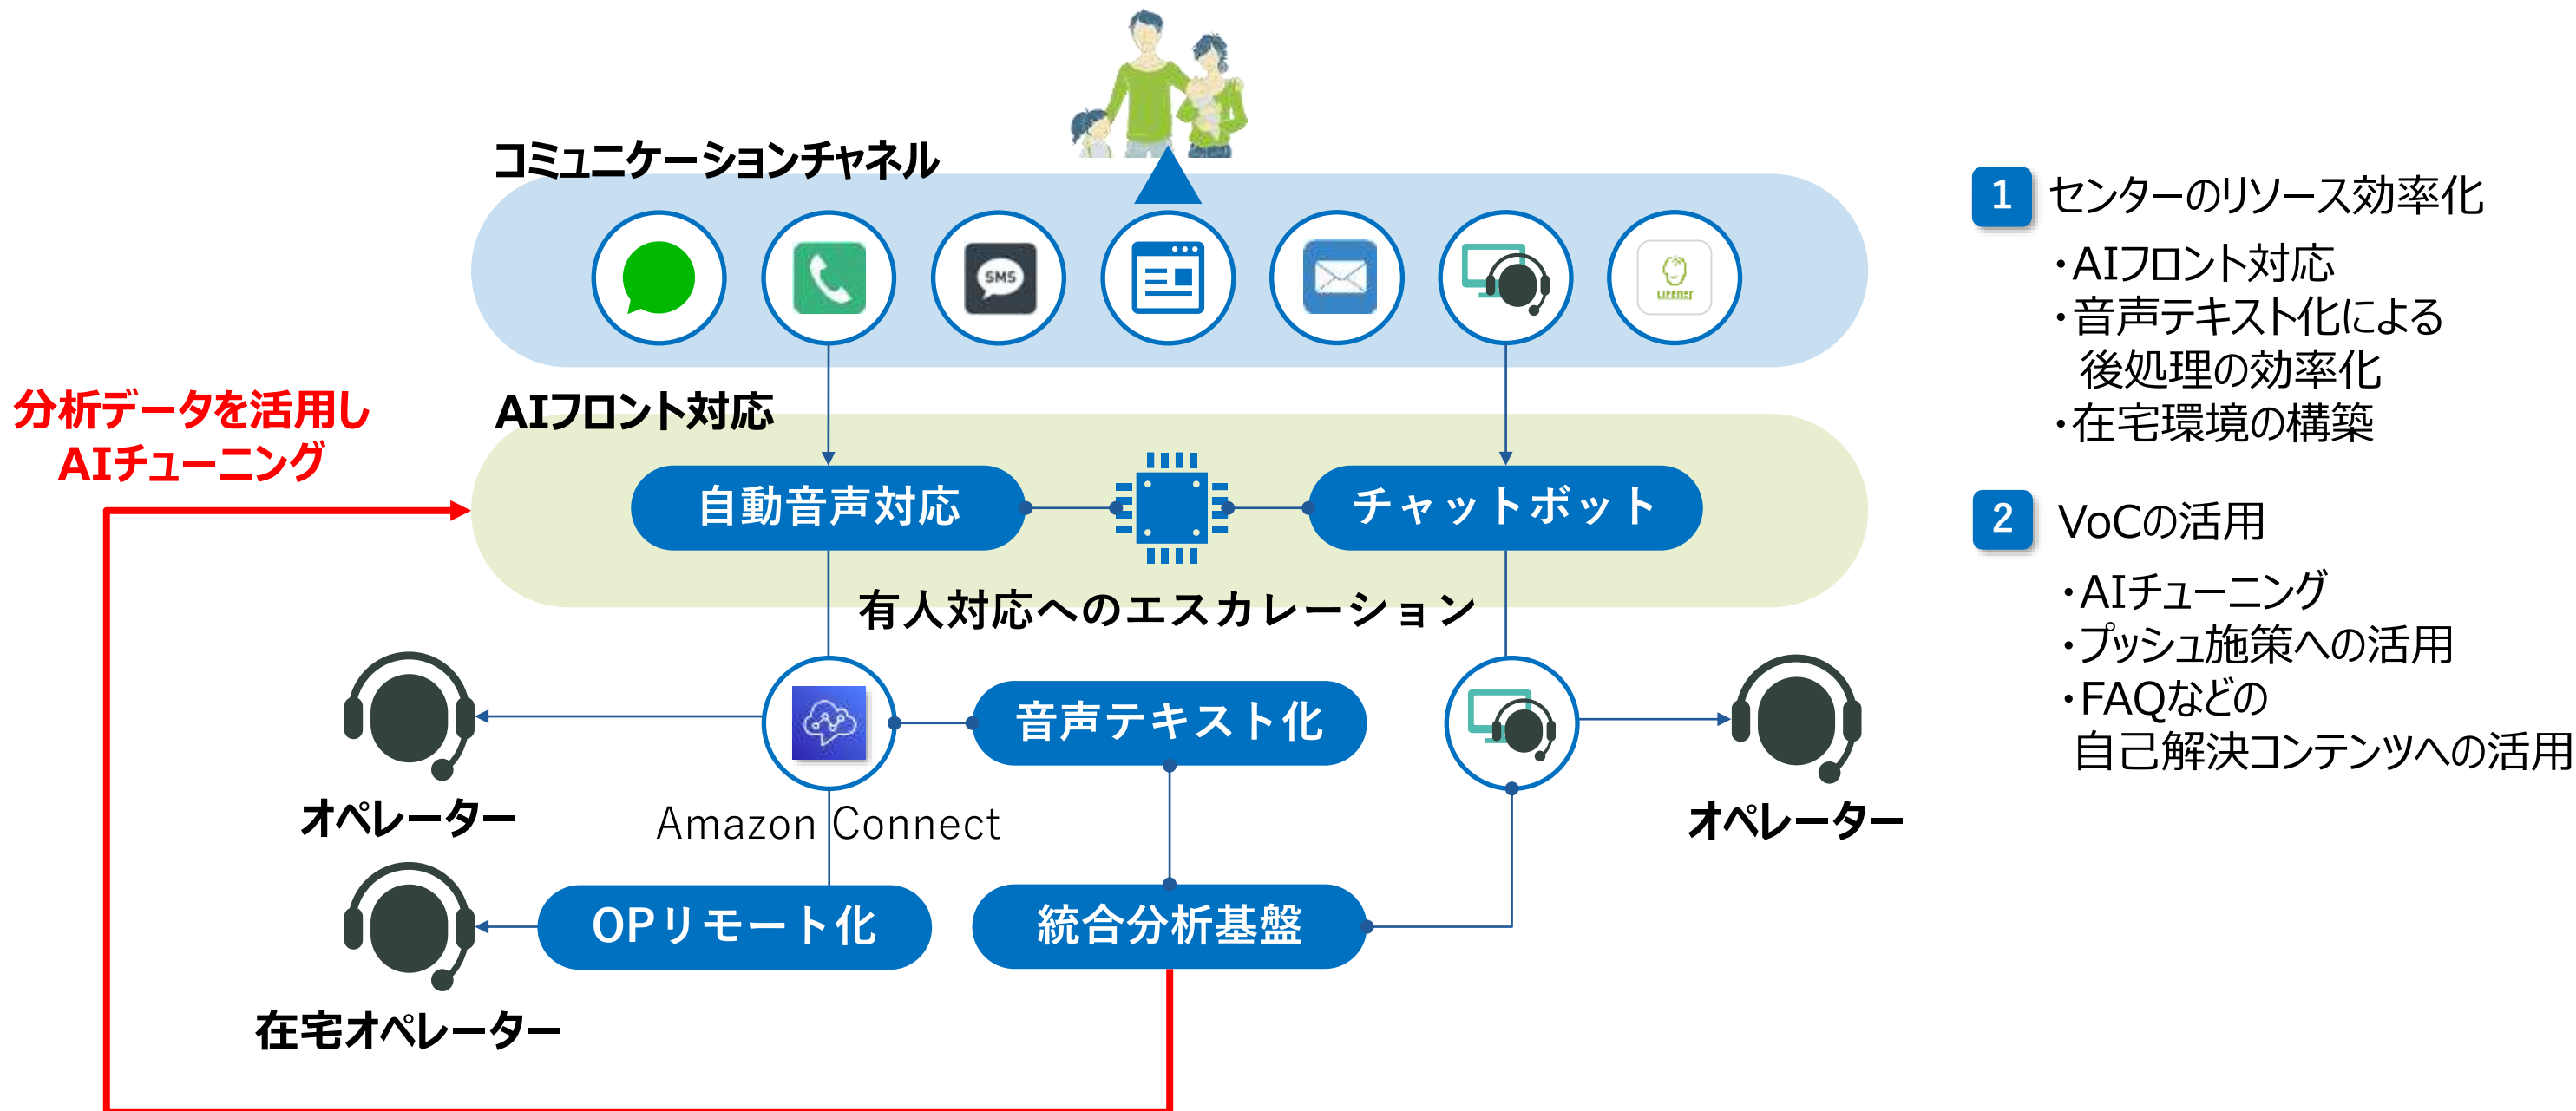 コミュニケーションチャネル
SMS
LIFENET
分析データを活用し
AIチューニング
AIフロント対応
自動音声対応
チャットボット
有人対応へのエスカレーション
音声テキスト化
オペレーター
Amazon Connect
オペレーター
OPリモート化
統合分析基盤
在宅オペレーター
1 センターのリソース効率化
・AIフロント対応
・音声テキスト化による
後処理の効率化
・在宅環境の構築
2 VoCの活用
・AIチューニング
・プッシュ施策への活用
・FAQなどの
自己解決コンテンツへの活用